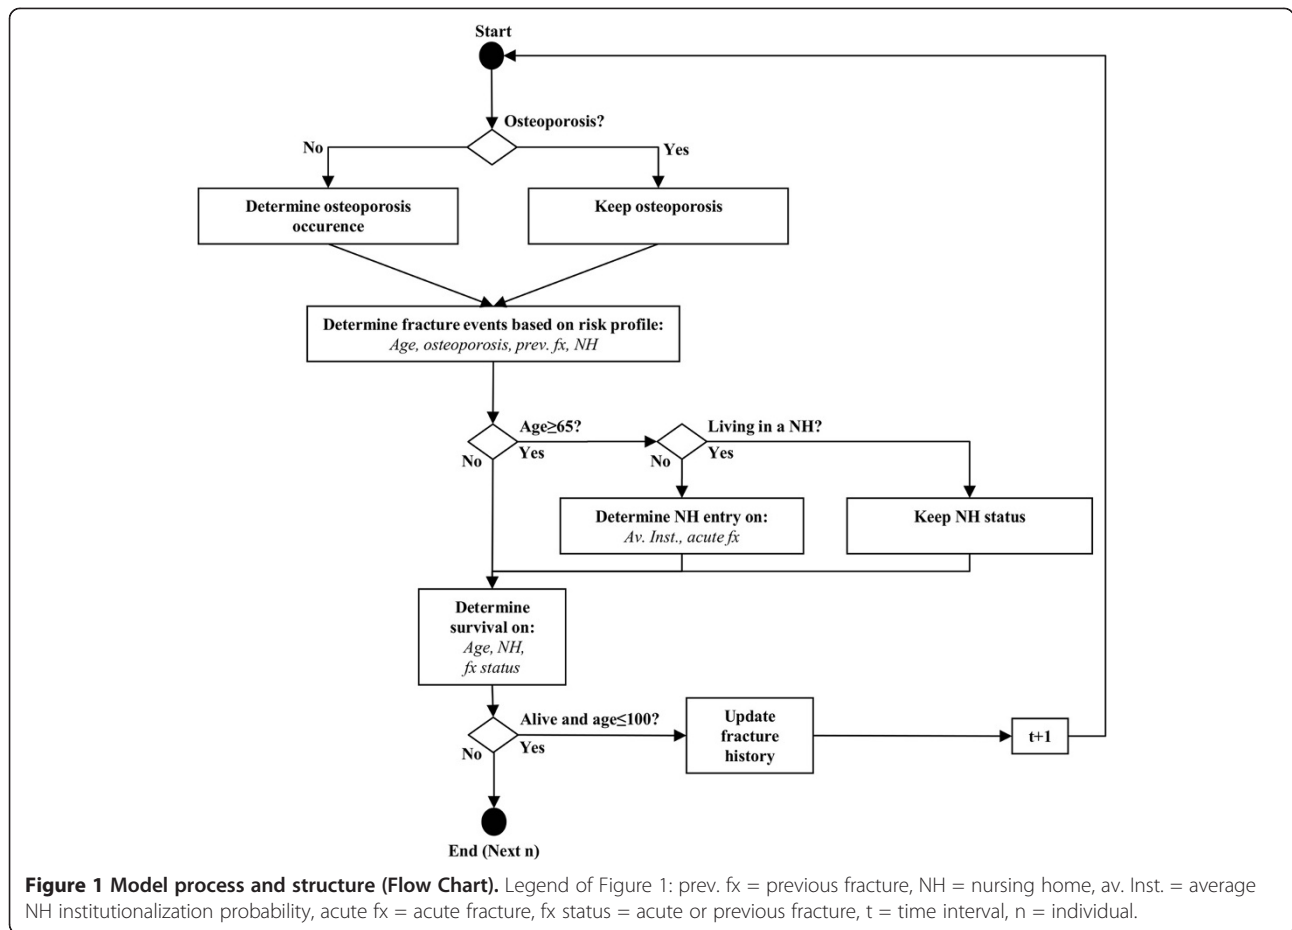 Start
Osteoporosis?
No
Yes
Determine osteoporosis
occurence
Keep osteoporosis
Determine fracture events based on risk profile:
Age, osteoporosis, prev. fx, NH
Age≥65?
Living in a NH?
No
Yes
No
Yes
Determine NH entry on:
Av. Inst., acute fx
Keep NH status
Determine
survival on:
Age, NH,
fx status
Alive and age≤100?
No
Yes
Update
fracture
history
t+1
End (Next n)
Figure 1 Model process and structure (Flow Chart). Legend of Figure 1: prev. fx = previous fracture, NH = nursing home, av. Inst. = average
NH institutionalization probability, acute fx = acute fracture, fx status = acute or previous fracture, t = time interval, n = individual.